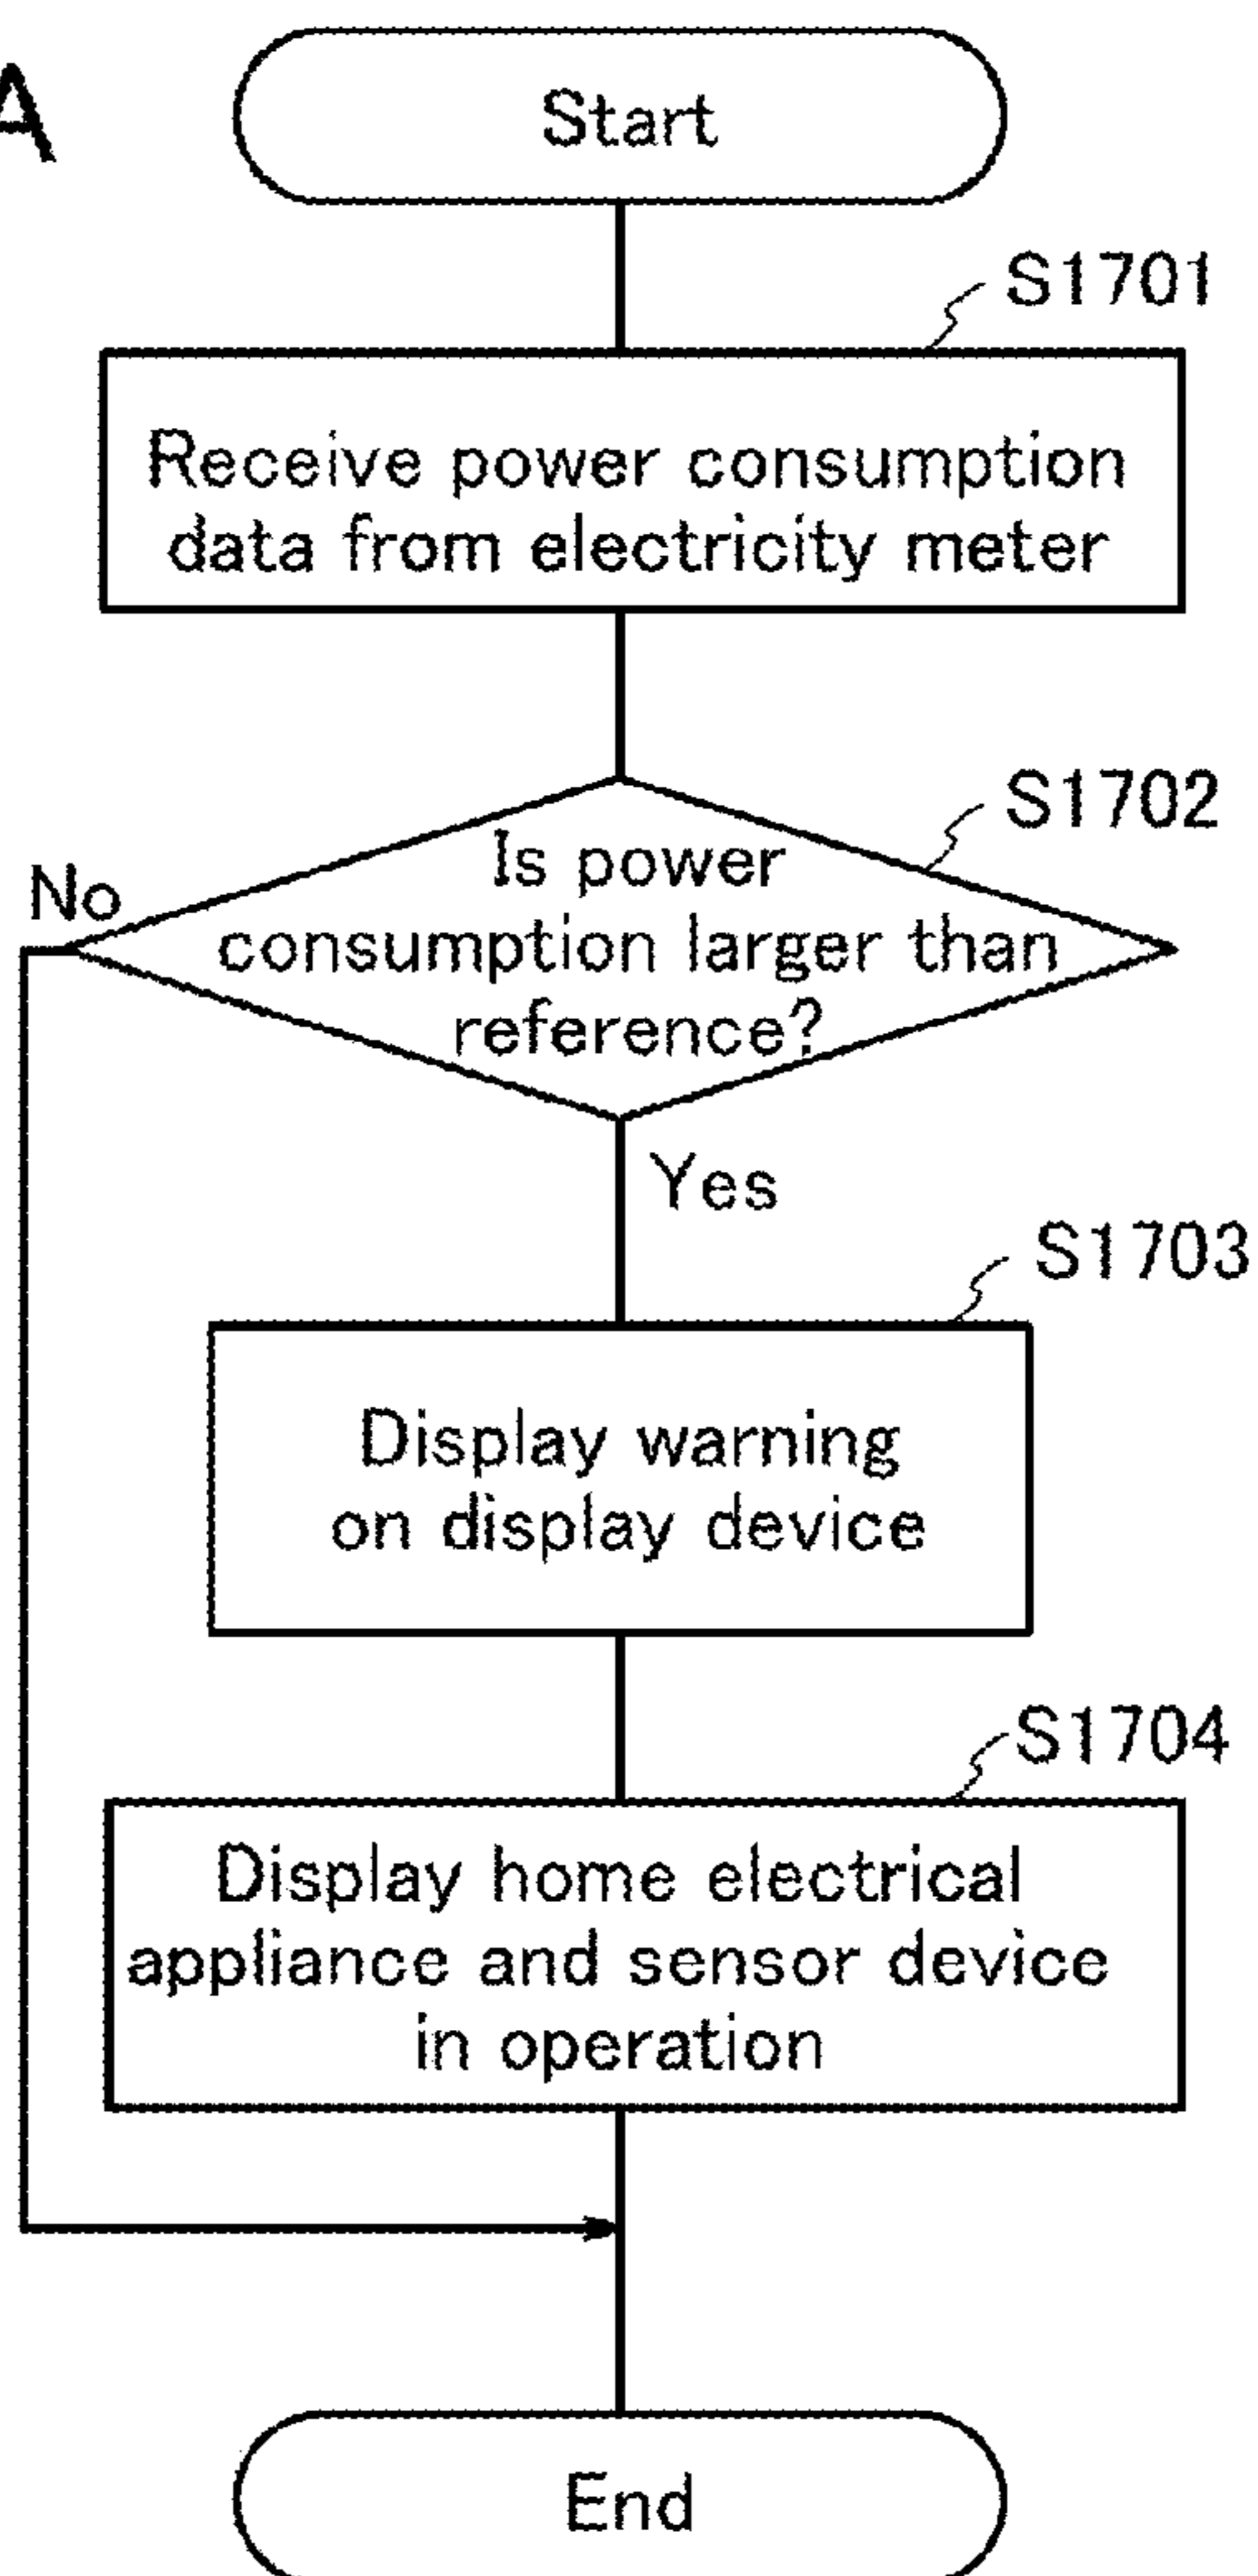 A
Start
S1701
Receive power consumption
data from electricity meter
S1702
Is power
consumption larger than
reference?
No
Yes
S1703
Display warning
on display device
S1704
Display home electrical
appliance and sensor device
in operation
End